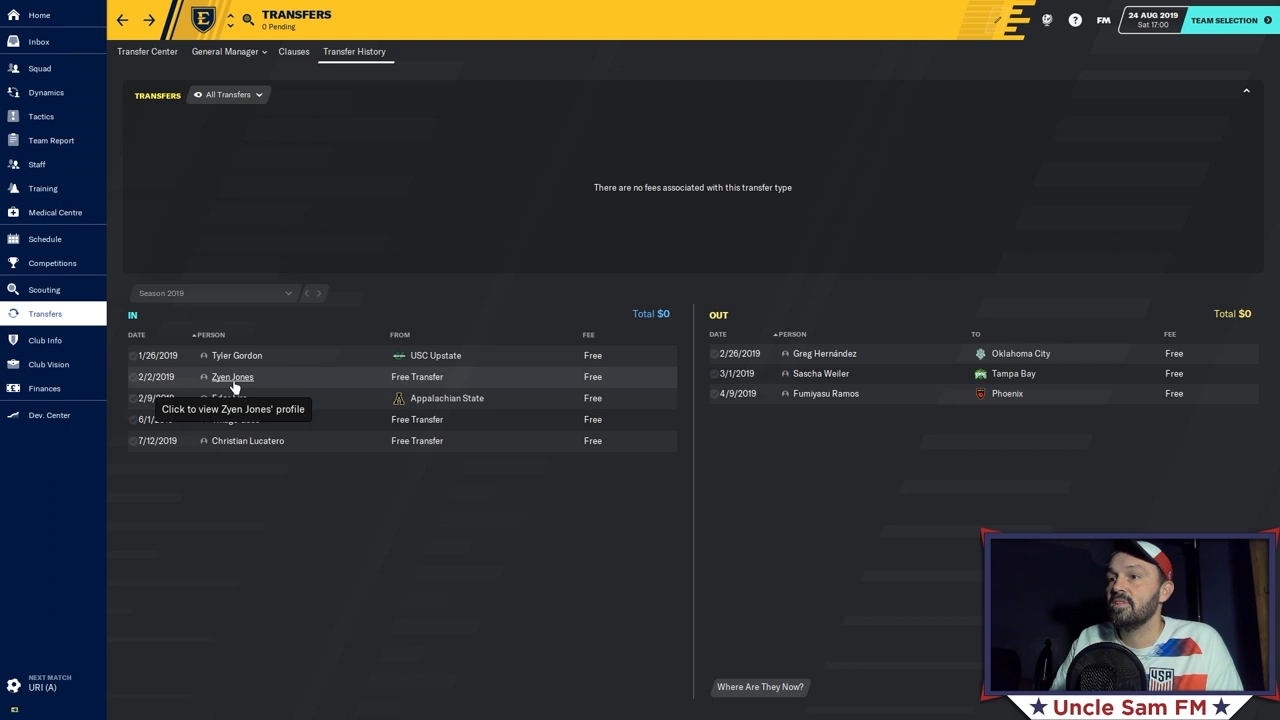 Home
Inbox
Squad
Dynamics
Tactics
Team Report
Staff
Training
Medical Centre
Schedule
Competitions
Scouting
Transfers
Club Info
Club Vision
Finances
Dev. Center
NEXT MATCH
URI (A)
TRANSFERS
0 Pending
FM
24 AUG 2019
Sat 17:00
TEAM SELECTION
Transfer Center General Manager Clauses Transfer History
TRANSFERS All Transfers
There are no fees associated with this transfer type
Season 2019
IN Total $0
DATE PERSON FROM FEE
1/26/2019 Tyler Gordon USC Upstate Free
2/2/2019 Zyen Jones Free Transfer Free
Appalachian State Free
Click to view Zyen Jones' profile
Free Transfer Free
7/12/2019 Christian Lucatero Free Transfer Free
OUT Total $0
DATE PERSON TO FEE
2/26/2019 Greg Hernández Oklahoma City Free
3/1/2019 Sascha Weiler Tampa Bay Free
4/9/2019 Fumiyasu Ramos Phoenix Free
Where Are They Now?
USA
Uncle Sam FM